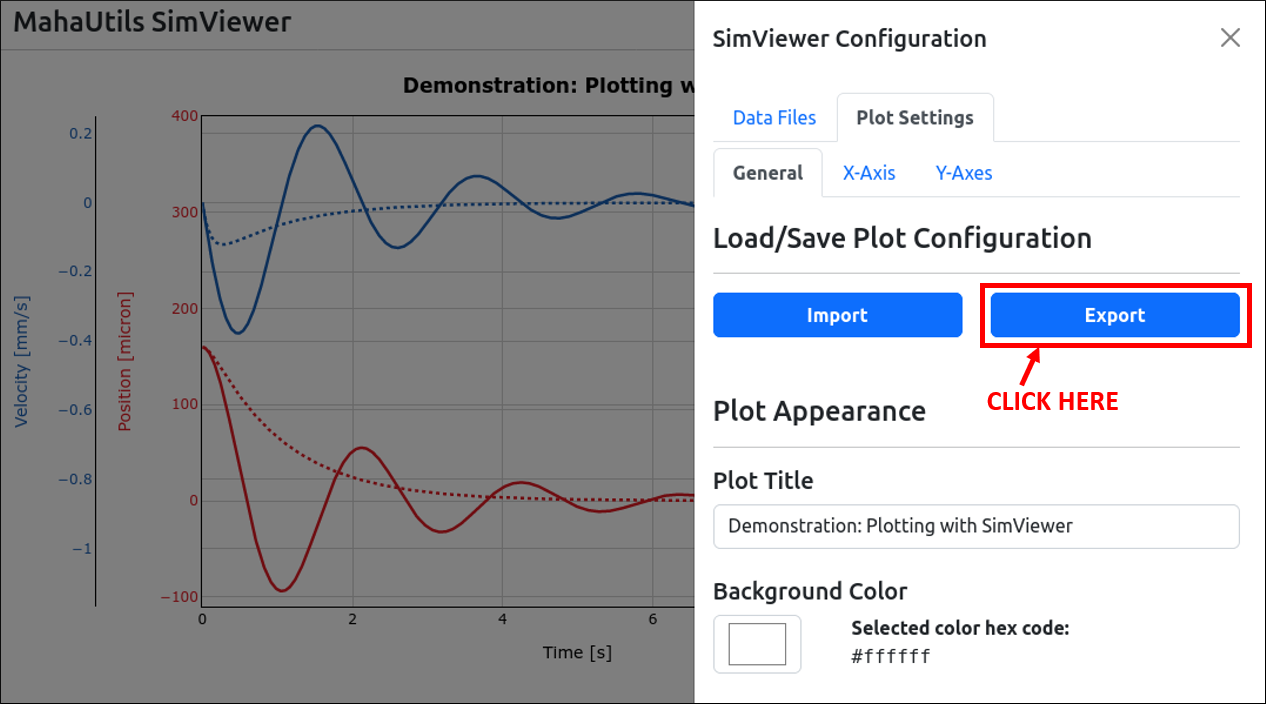 MahaUtils SimViewer
Demonstration: Plotting w
0.2
0
−0.2
−0.4
−0.6
−0.8
−1
Velocity [mm/s]
400
300
200
100
0
−100
Position [micron]
0 2 4 6
Time [s]
SimViewer Configuration
Data Files Plot Settings
General X-Axis Y-Axes
Load/Save Plot Configuration
Import Export
CLICK HERE
Plot Appearance
Plot Title
Demonstration: Plotting with SimViewer
Background Color
Selected color hex code:
#ffffff